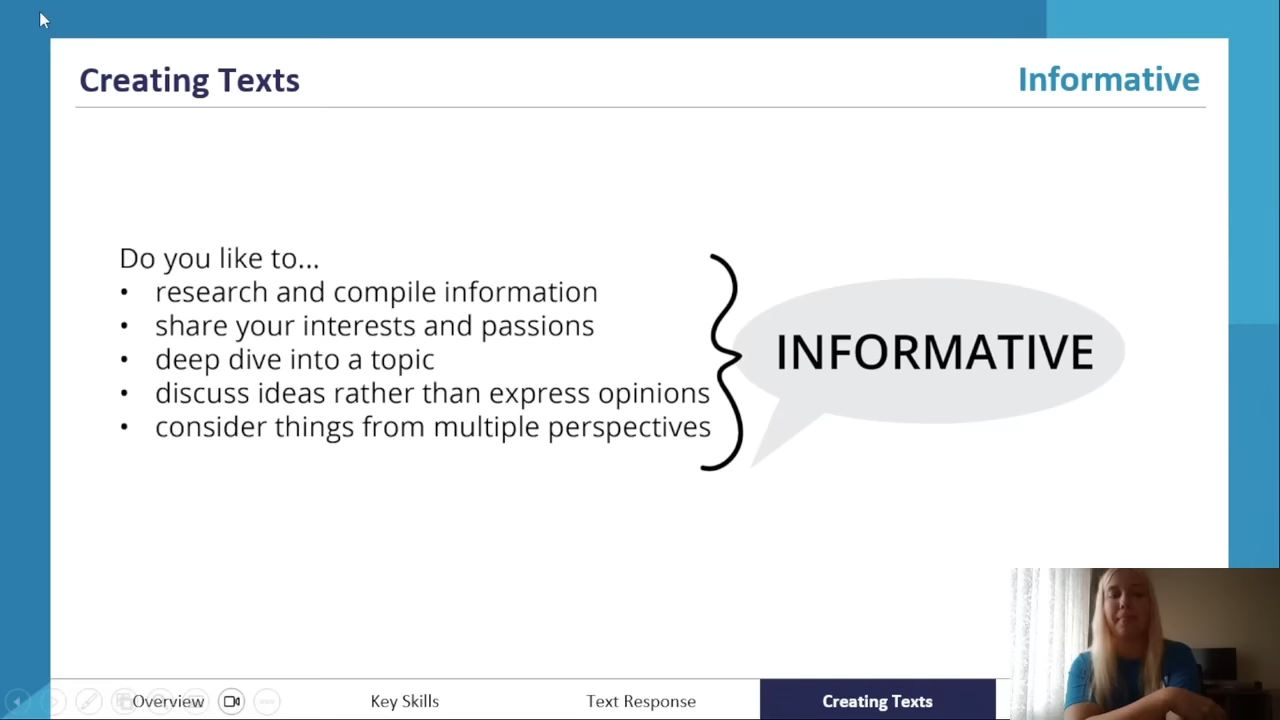 Creating Texts
Informative
Do you like to...
• research and compile information
• share your interests and passions
• deep dive into a topic
• discuss ideas rather than express opinions
• consider things from multiple perspectives
INFORMATIVE
Overview
Key Skills
Text Response
Creating Texts